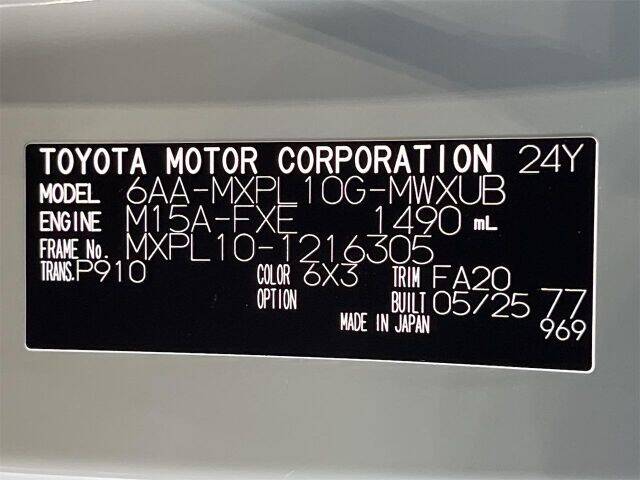 TOYOTA MOTOR CORPORATION 24Y
MODEL 6AA-MXPL10G-MWXUB
ENGINE M15A-FXE 1490 mL
FRAME No. MXPL10-1216305
TRANS. P910 COLOR 6X3 TRIM FA20
OPTION BUILT 05/25 77
MADE IN JAPAN 969